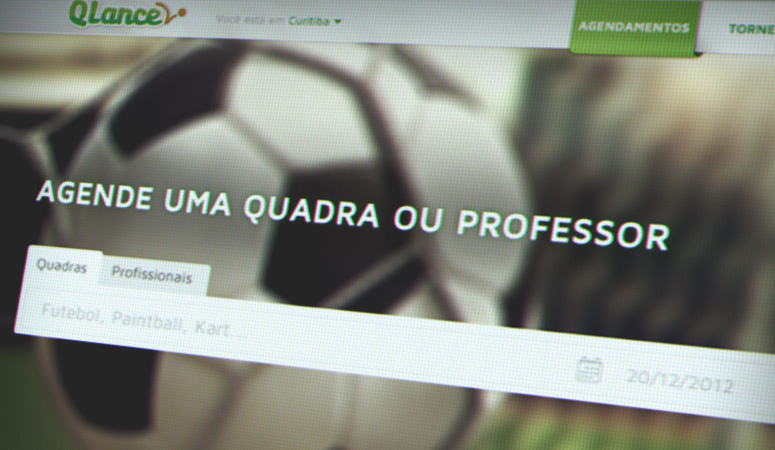 QLance
Você está em Curitiba
AGENDAMENTOS
TORNE
AGENDE UMA QUADRA OU PROFESSOR
Quadras
Profissionais
Futebol, Paintball, Kart...
20/12/2012